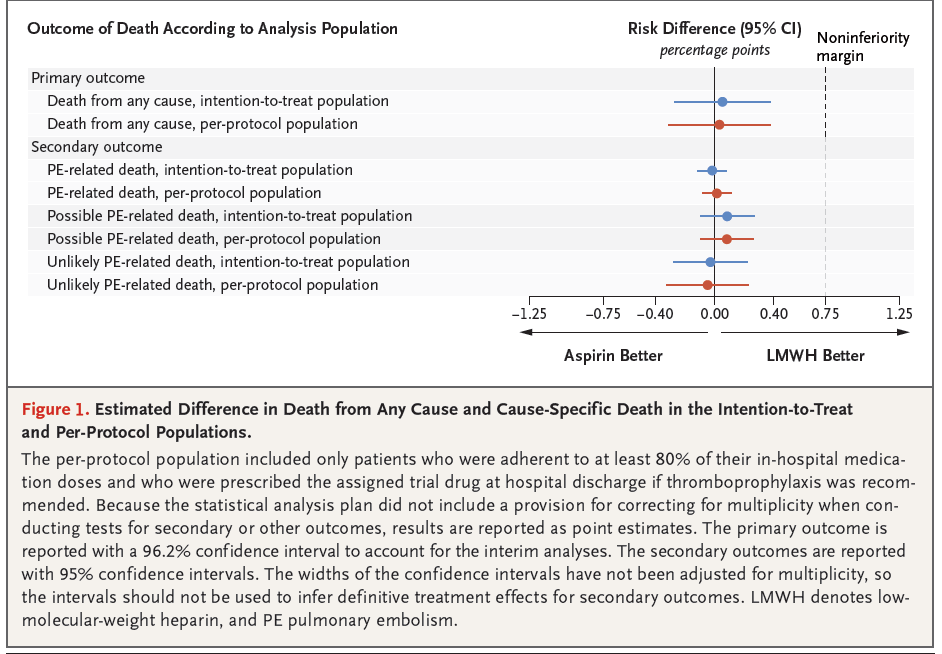 Outcome of Death According to Analysis Population
Risk Difference (95% CI)
percentage points
Noninferiority
margin
Primary outcome
Death from any cause, intention-to-treat population
Death from any cause, per-protocol population
Secondary outcome
PE-related death, intention-to-treat population
PE-related death, per-protocol population
Possible PE-related death, intention-to-treat population
Possible PE-related death, per-protocol population
Unlikely PE-related death, intention-to-treat population
Unlikely PE-related death, per-protocol population
−1.25 −0.75 −0.40 0.00 0.40 0.75 1.25
Aspirin Better LMWH Better
Figure 1. Estimated Difference in Death from Any Cause and Cause-Specific Death in the Intention-to-Treat
and Per-Protocol Populations.
The per-protocol population included only patients who were adherent to at least 80% of their in-hospital medica-
tion doses and who were prescribed the assigned trial drug at hospital discharge if thromboprophylaxis was recom-
mended. Because the statistical analysis plan did not include a provision for correcting for multiplicity when con-
ducting tests for secondary or other outcomes, results are reported as point estimates. The primary outcome is
reported with a 96.2% confidence interval to account for the interim analyses. The secondary outcomes are reported
with 95% confidence intervals. The widths of the confidence intervals have not been adjusted for multiplicity, so
the intervals should not be used to infer definitive treatment effects for secondary outcomes. LMWH denotes low-
molecular-weight heparin, and PE pulmonary embolism.